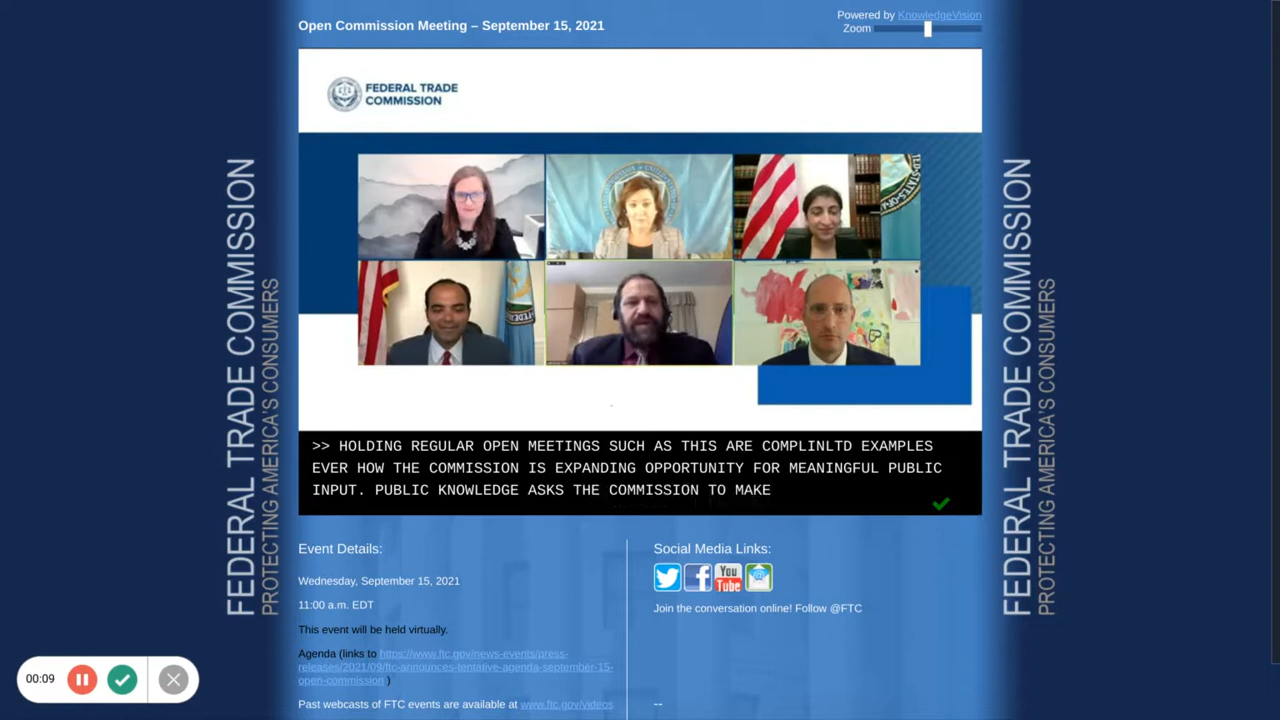 Open Commission Meeting – September 15, 2021
Powered by KnowledgeVision
Zoom
FEDERAL TRADE
COMMISSION
FEDERAL TRADE COMMISSION
PROTECTING AMERICA'S CONSUMERS
FEDERAL TRADE COMMISSION
PROTECTING AMERICA'S CONSUMERS
>> HOLDING REGULAR OPEN MEETINGS SUCH AS THIS ARE COMPLINLTD EXAMPLES
EVER HOW THE COMMISSION IS EXPANDING OPPORTUNITY FOR MEANINGFUL PUBLIC
INPUT. PUBLIC KNOWLEDGE ASKS THE COMMISSION TO MAKE
Event Details:
Wednesday, September 15, 2021
11:00 a.m. EDT
This event will be held virtually.
Agenda (links to https://www.ftc.gov/news-events/press-
releases/2021/09/ftc-announces-tentative-agenda-september-15-
open-commission )
Past webcasts of FTC events are available at www.ftc.gov/videos
Social Media Links:
You
Tube
Join the conversation online! Follow @FTC
--
00:09